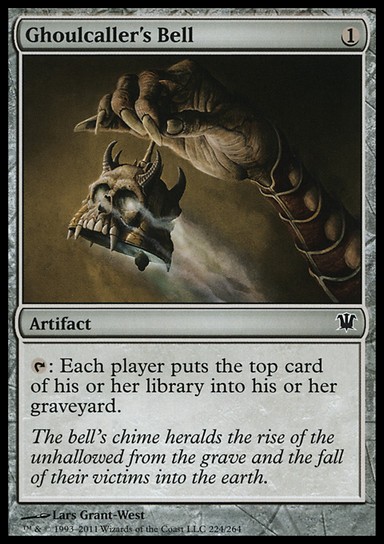 Ghoulcaller's Bell 1
Artifact
: Each player puts the top card
of his or her library into his or her
graveyard.
The bell's chime heralds the rise of the
unhallowed from the grave and the fall
of their victims into the earth.
Lars Grant-West
™ & © 1993–2011 Wizards of the Coast LLC 224/264